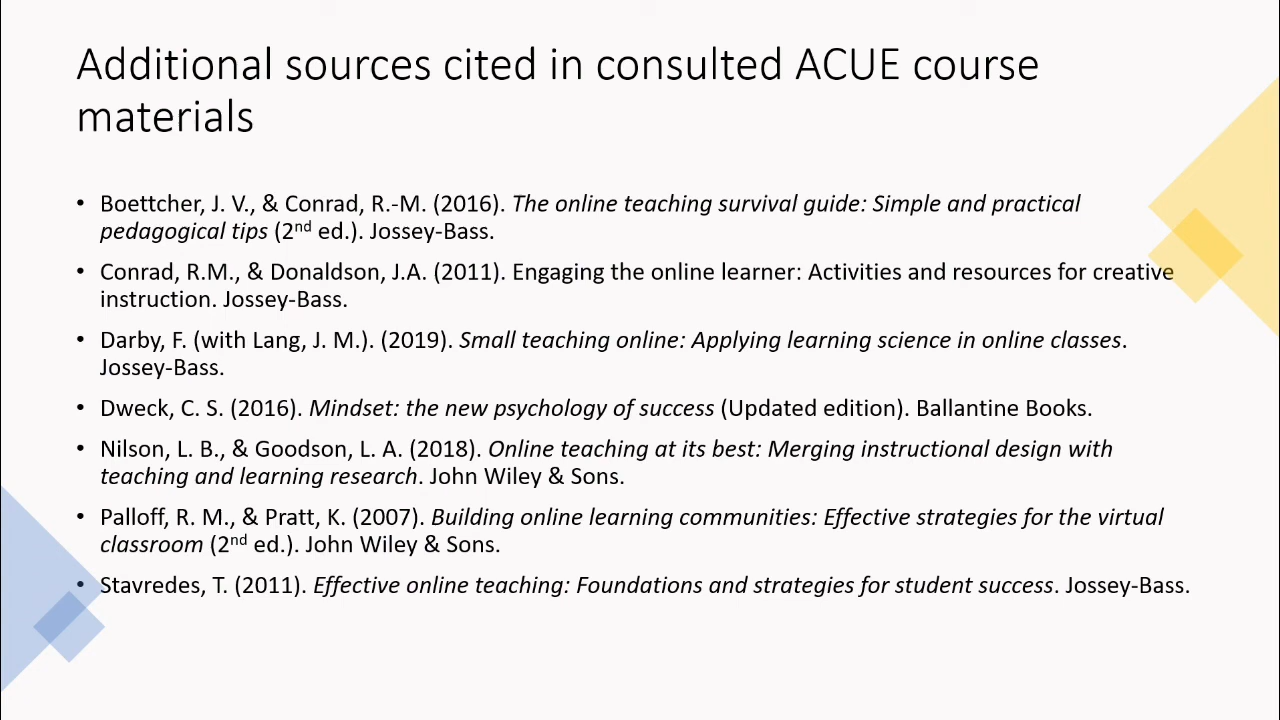 Additional sources cited in consulted ACUE course
materials
• Boettcher, J. V., & Conrad, R.-M. (2016). The online teaching survival guide: Simple and practical
pedagogical tips (2nd ed.). Jossey-Bass.
• Conrad, R.M., & Donaldson, J.A. (2011). Engaging the online learner: Activities and resources for creative
instruction. Jossey-Bass.
• Darby, F. (with Lang, J. M.). (2019). Small teaching online: Applying learning science in online classes.
Jossey-Bass.
• Dweck, C. S. (2016). Mindset: the new psychology of success (Updated edition). Ballantine Books.
• Nilson, L. B., & Goodson, L. A. (2018). Online teaching at its best: Merging instructional design with
teaching and learning research. John Wiley & Sons.
• Palloff, R. M., & Pratt, K. (2007). Building online learning communities: Effective strategies for the virtual
classroom (2nd ed.). John Wiley & Sons.
• Stavredes, T. (2011). Effective online teaching: Foundations and strategies for student success. Jossey-Bass.